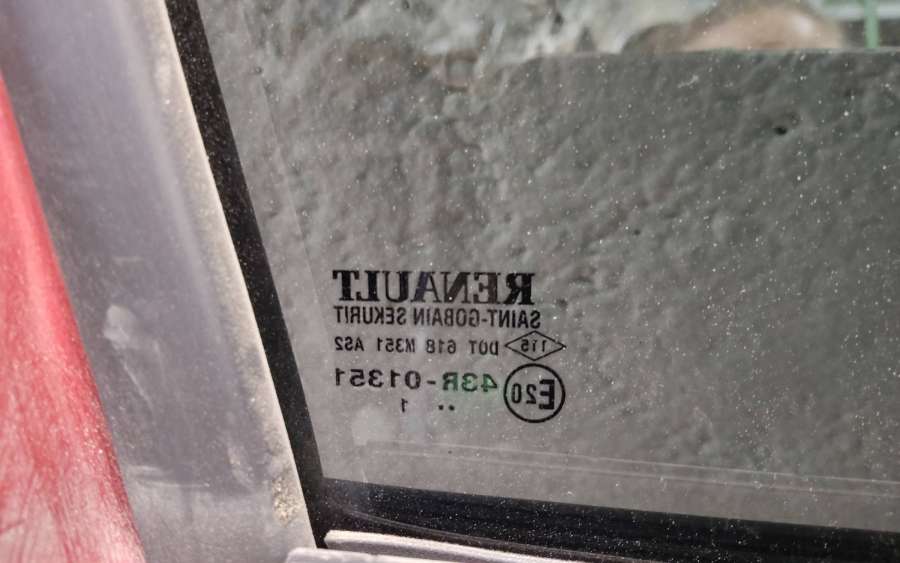 RENAULT
SAINT-GOBAIN SEKURIT
115 DOT 618 M351 AS2
E20 43R-01351
.. 1